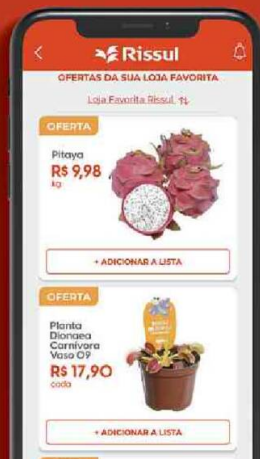 Rissul
OFERTAS DA SUA LOJA FAVORITA
Loja Favorita Rissul
OFERTA
Pitaya
R$ 9,98
kg
+ ADICIONAR A LISTA
OFERTA
Planta
Dionaea
Carnívora
Vaso 09
R$ 17,90
cada
+ ADICIONAR A LISTA